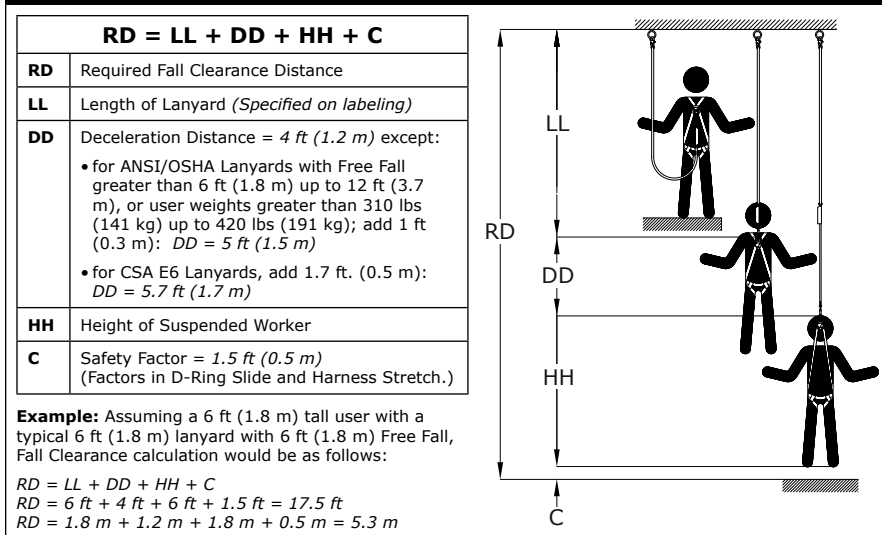 RD = LL + DD + HH + C
RD Required Fall Clearance Distance
LL Length of Lanyard (Specified on labeling)
DD Deceleration Distance = 4 ft (1.2 m) except:
• for ANSI/OSHA Lanyards with Free Fall
greater than 6 ft (1.8 m) up to 12 ft (3.7
m), or user weights greater than 310 lbs
(141 kg) up to 420 lbs (191 kg); add 1 ft
(0.3 m): DD = 5 ft (1.5 m)
• for CSA E6 Lanyards, add 1.7 ft. (0.5 m):
DD = 5.7 ft (1.7 m)
HH Height of Suspended Worker
C Safety Factor = 1.5 ft (0.5 m)
(Factors in D-Ring Slide and Harness Stretch.)
Example: Assuming a 6 ft (1.8 m) tall user with a
typical 6 ft (1.8 m) lanyard with 6 ft (1.8 m) Free Fall,
Fall Clearance calculation would be as follows:
RD = LL + DD + HH + C
RD = 6 ft + 4 ft + 6 ft + 1.5 ft = 17.5 ft
RD = 1.8 m + 1.2 m + 1.8 m + 0.5 m = 5.3 m
LL
RD
DD
HH
C